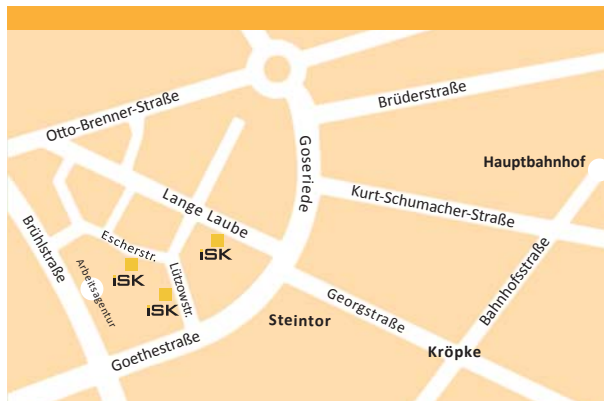 Otto-Brenner-Straße
Brüderstraße
Goseriede
Hauptbahnhof
Lange Laube
Kurt-Schumacher-Straße
Brühlstraße
Escherstr.
Arbeitsagentur
iSK
iSK
iSK
Lützowstr.
Bahnhofsstraße
Georgstraße
Steintor
Goethestraße
Kröpke